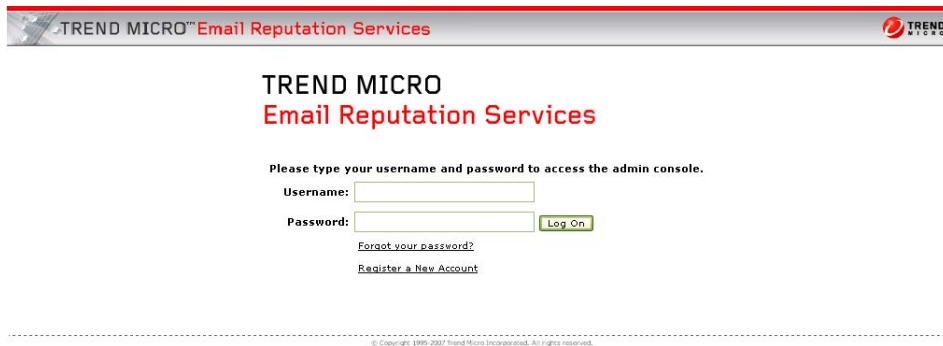 TREND MICRO™ Email Reputation Services
TREND
MICRO
TREND MICRO
Email Reputation Services
Please type your username and password to access the admin console.
Username:
Password:
Log On
Forgot your password?
Register a New Account
© Copyright 1995-2007 Trend Micro Incorporated. All rights reserved.